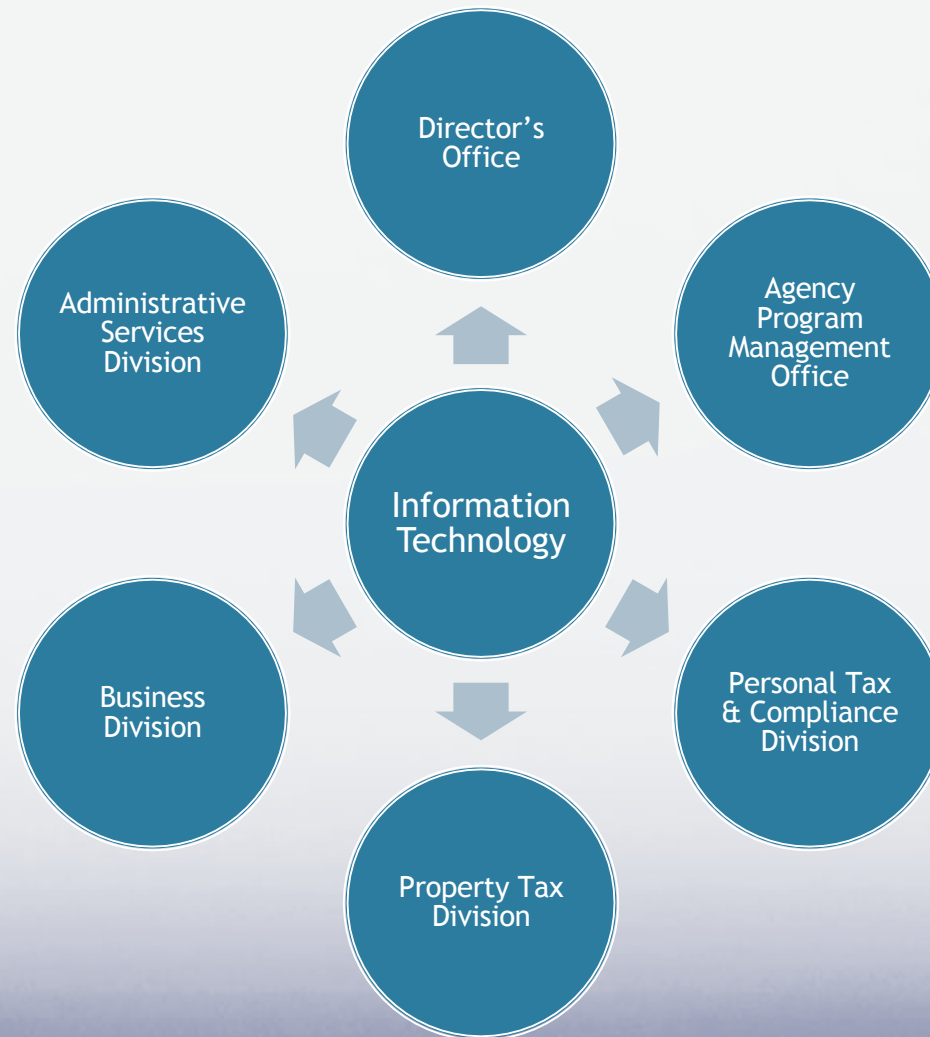 Director’s
Office
Administrative
Services
Division
Agency
Program
Management
Office
Information
Technology
Business
Division
Personal Tax
& Compliance
Division
Property Tax
Division